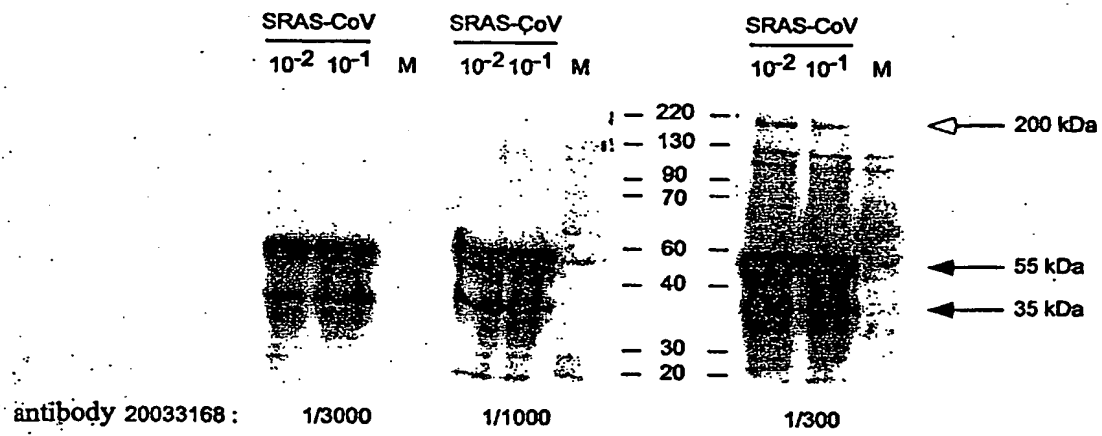 SRAS-CoV SRAS-CoV SRAS-CoV
10-2 10-1 M 10-2 10-1 M 10-2 10-1 M
220
200 kDa
130
90
70
60
55 kDa
40
35 kDa
30
20
antibody 20033168 : 1/3000 1/1000 1/300